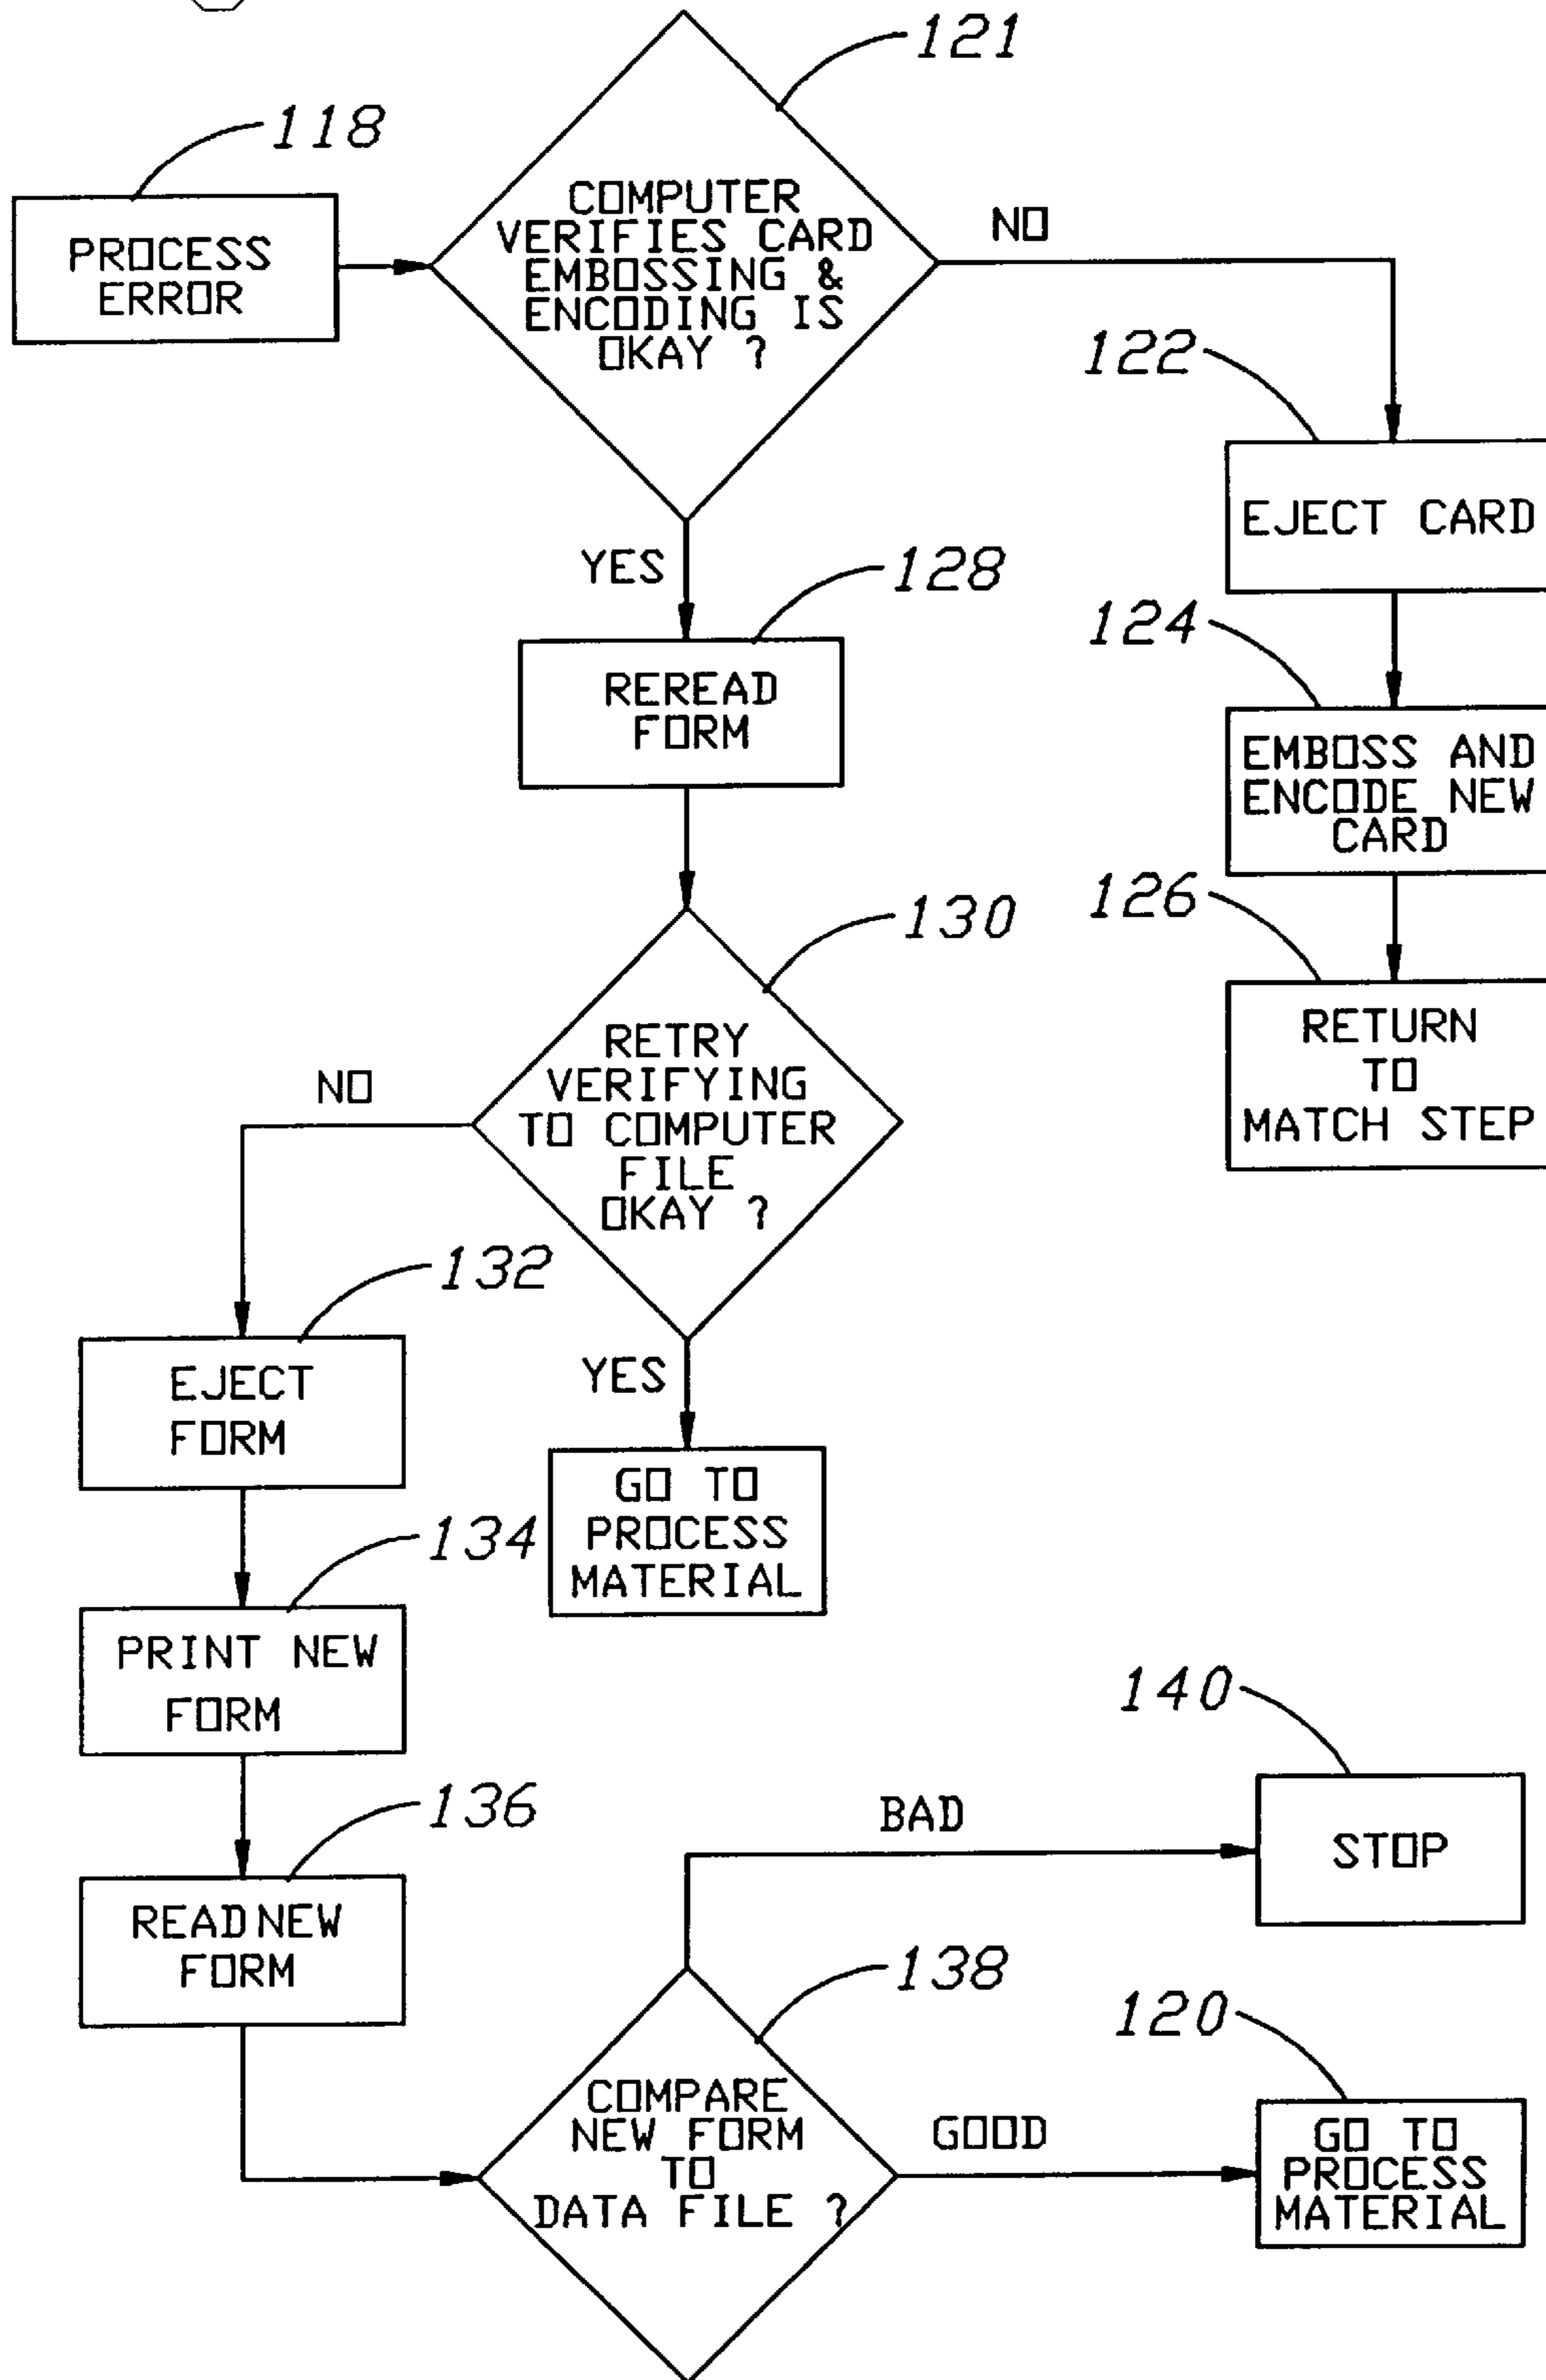 121
118
COMPUTER
VERIFIES CARD
EMBOSSING &
ENCODING IS
OKAY ?
NO
PROCESS
ERROR
122
EJECT CARD
YES
128
124
REREAD
FORM
EMBOSS AND
ENCODE NEW
CARD
130
126
RETRY
VERIFYING
TO COMPUTER
FILE
OKAY ?
RETURN
TO
MATCH STEP
NO
132
EJECT
FORM
YES
GO TO
PROCESS
MATERIAL
134
PRINT NEW
FORM
140
136
BAD
STOP
READ NEW
FORM
138
120
COMPARE
NEW FORM
TO
DATA FILE ?
GOOD
GO TO
PROCESS
MATERIAL